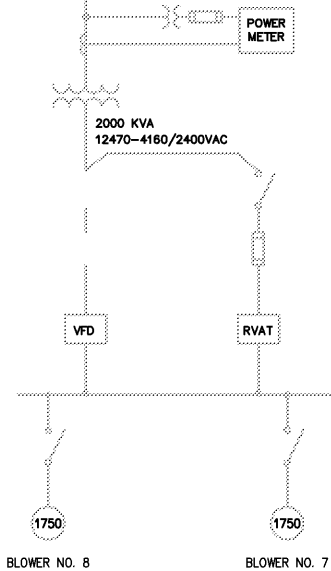 POWER
METER
2000 KVA
12470-4160/2400VAC
VFD
RVAT
1750
1750
BLOWER NO. 8
BLOWER NO. 7